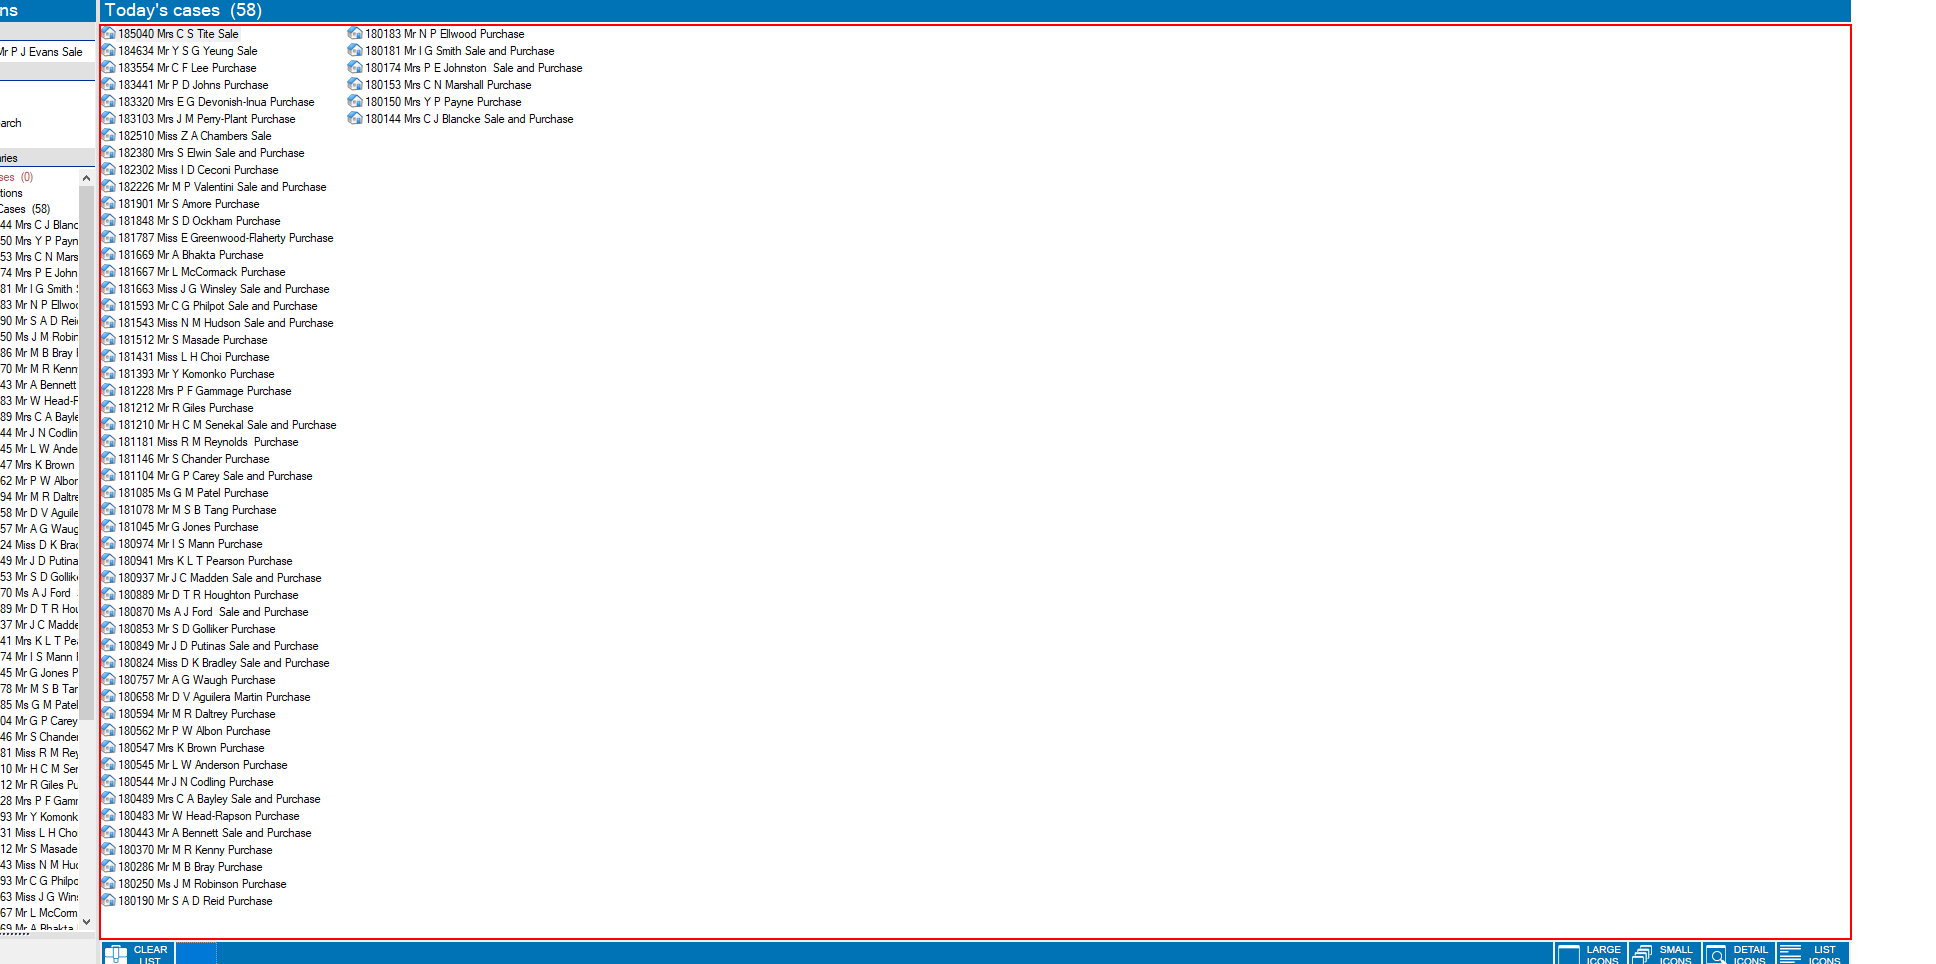 ns
Today's cases (58)
Mr P J Evans Sale
arch
ries
ses (0)
tions
Cases (58)
44 Mrs C J Blanc
50 Mrs Y P Payn
53 Mrs C N Mars
74 Mrs P E John
81 Mr I G Smith
83 Mr N P Ellwoo
90 Mr S A D Rei
50 Ms J M Robin
86 Mr M B Bray
70 Mr M R Kenn
43 Mr A Bennett
83 Mr W Head-F
89 Mrs C A Bayle
44 Mr J N Codlin
45 Mr L W Ande
47 Mrs K Brown
62 Mr P W Albor
94 Mr M R Daltre
58 Mr D V Aguile
57 Mr A G Waug
24 Miss D K Brad
49 Mr J D Putina
53 Mr S D Gollik
70 Ms A J Ford
89 Mr D T R Hou
37 Mr J C Madde
41 Mrs K L T Pe
74 Mr I S Mann
45 Mr G Jones P
78 Mr M S B Tar
85 Ms G M Patel
04 Mr G P Carey
46 Mr S Chander
81 Miss R M Rey
10 Mr H C M Ser
12 Mr R Giles Pu
28 Mrs P F Gamm
93 Mr Y Komonk
31 Miss L H Cho
12 Mr S Masade
43 Miss N M Huc
93 Mr C G Philpo
63 Miss J G Wins
67 Mr L McCorm
69 Mr A Bhakta
185040 Mrs C S Tite Sale
184634 Mr Y S G Yeung Sale
183554 Mr C F Lee Purchase
183441 Mr P D Johns Purchase
183320 Mrs E G Devonish-Inua Purchase
183103 Mrs J M Perry-Plant Purchase
182510 Miss Z A Chambers Sale
182380 Mrs S Elwin Sale and Purchase
182302 Miss I D Ceconi Purchase
182226 Mr M P Valentini Sale and Purchase
181901 Mr S Amore Purchase
181848 Mr S D Ockham Purchase
181787 Miss E Greenwood-Flaherty Purchase
181669 Mr A Bhakta Purchase
181667 Mr L McCormack Purchase
181663 Miss J G Winsley Sale and Purchase
181593 Mr C G Philpot Sale and Purchase
181543 Miss N M Hudson Sale and Purchase
181512 Mr S Masade Purchase
181431 Miss L H Choi Purchase
181393 Mr Y Komonko Purchase
181228 Mrs P F Gammage Purchase
181212 Mr R Giles Purchase
181210 Mr H C M Senekal Sale and Purchase
181181 Miss R M Reynolds Purchase
181146 Mr S Chander Purchase
181104 Mr G P Carey Sale and Purchase
181085 Ms G M Patel Purchase
181078 Mr M S B Tang Purchase
181045 Mr G Jones Purchase
180974 Mr I S Mann Purchase
180941 Mrs K L T Pearson Purchase
180937 Mr J C Madden Sale and Purchase
180889 Mr D T R Houghton Purchase
180870 Ms A J Ford Sale and Purchase
180853 Mr S D Golliker Purchase
180849 Mr J D Putinas Sale and Purchase
180824 Miss D K Bradley Sale and Purchase
180757 Mr A G Waugh Purchase
180658 Mr D V Aguilera Martin Purchase
180594 Mr M R Daltrey Purchase
180562 Mr P W Albon Purchase
180547 Mrs K Brown Purchase
180545 Mr L W Anderson Purchase
180544 Mr J N Codling Purchase
180489 Mrs C A Bayley Sale and Purchase
180483 Mr W Head-Rapson Purchase
180443 Mr A Bennett Sale and Purchase
180370 Mr M R Kenny Purchase
180286 Mr M B Bray Purchase
180250 Ms J M Robinson Purchase
180190 Mr S A D Reid Purchase
180183 Mr N P Ellwood Purchase
180181 Mr I G Smith Sale and Purchase
180174 Mrs P E Johnston Sale and Purchase
180153 Mrs C N Marshall Purchase
180150 Mrs Y P Payne Purchase
180144 Mrs C J Blancke Sale and Purchase
CLEAR
LIST
LARGE
ICONS
SMALL
ICONS
DETAIL
ICONS
LIST
ICONS